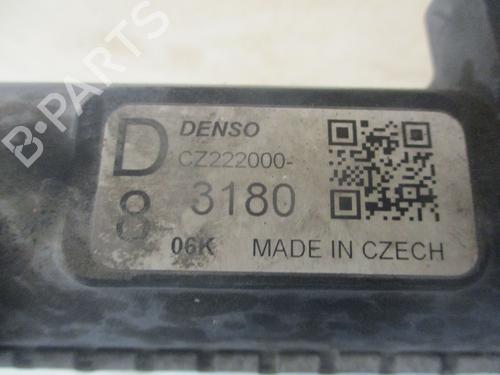 B-PARTS
D
8
DENSO
CZ222000-
3180
06K
MADE IN CZECH